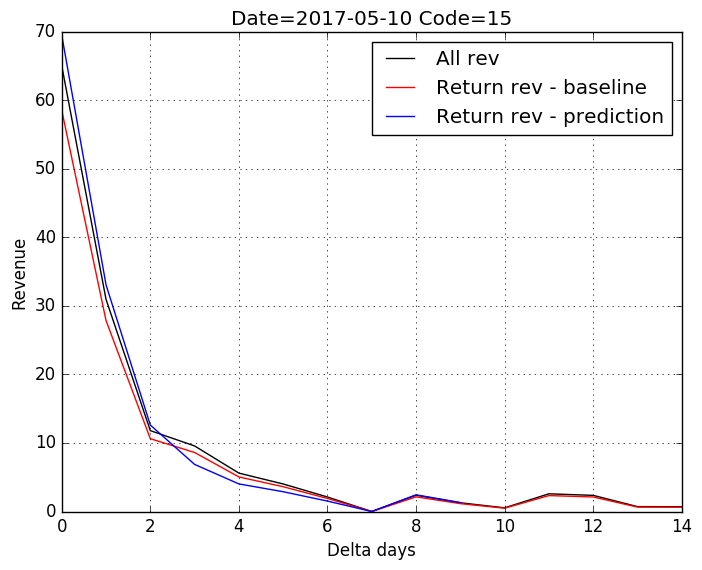 Date=2017-05-10 Code=15
All rev
Return rev - baseline
Return rev - prediction
Revenue
70
60
50
40
30
20
10
0
0 2 4 6 8 10 12 14
Delta days